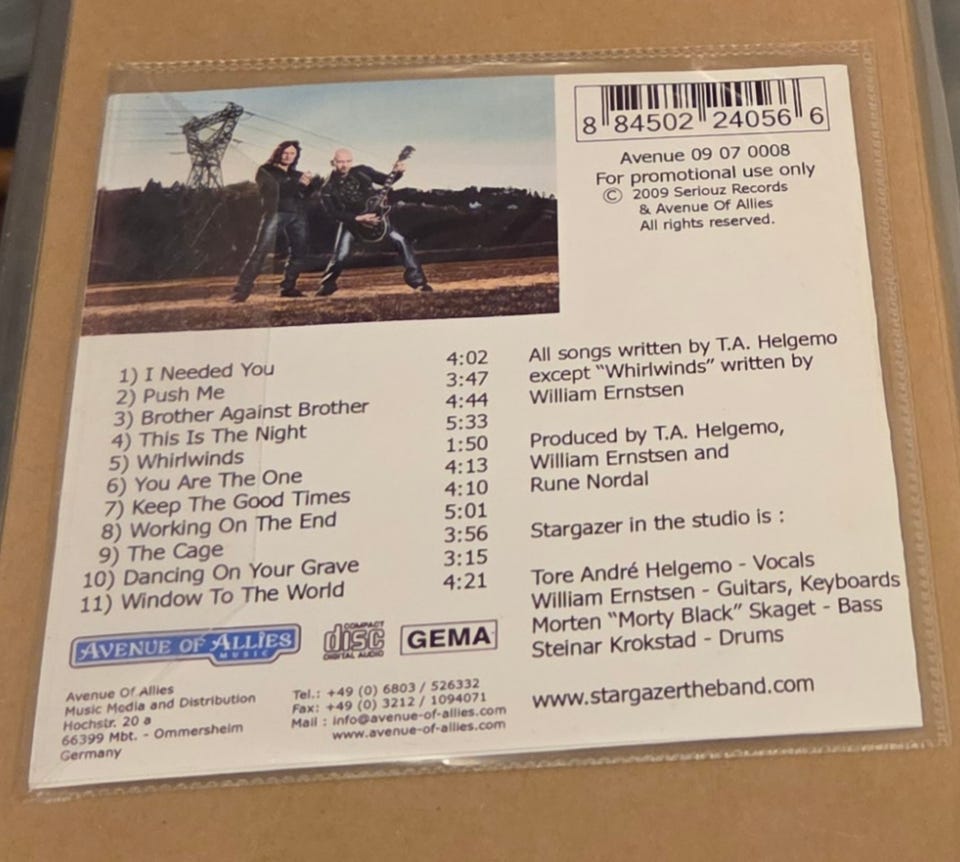 8 84502 24056 6
Avenue 09 07 0008
For promotional use only
© 2009 Seriouz Records
& Avenue Of Allies
All rights reserved.
1) I Needed You 4:02
2) Push Me 3:47
3) Brother Against Brother 4:44
4) This Is The Night 5:33
5) Whirlwinds 1:50
6) You Are The One 4:13
7) Keep The Good Times 4:10
8) Working On The End 5:01
9) The Cage 3:56
10) Dancing On Your Grave 3:15
11) Window To The World 4:21
All songs written by T.A. Helgemo
except “Whirlwinds” written by
William Ernstsen
Produced by T.A. Helgemo,
William Ernstsen and
Rune Nordal
Stargazer in the studio is :
Tore André Helgemo - Vocals
William Ernstsen - Guitars, Keyboards
Morten “Morty Black” Skaget - Bass
Steinar Krokstad - Drums
www.stargazertheband.com
AVENUE OF ALLIES
MUSIC
COMPACT
disc
DIGITAL AUDIO
GEMA
Avenue Of Allies
Music Media and Distribution
Hochstr. 20 a
66399 Mbt. - Ommersheim
Germany
Tel.: +49 (0) 6803 / 526332
Fax: +49 (0) 3212 / 1094071
Mail : info@avenue-of-allies.com
www.avenue-of-allies.com